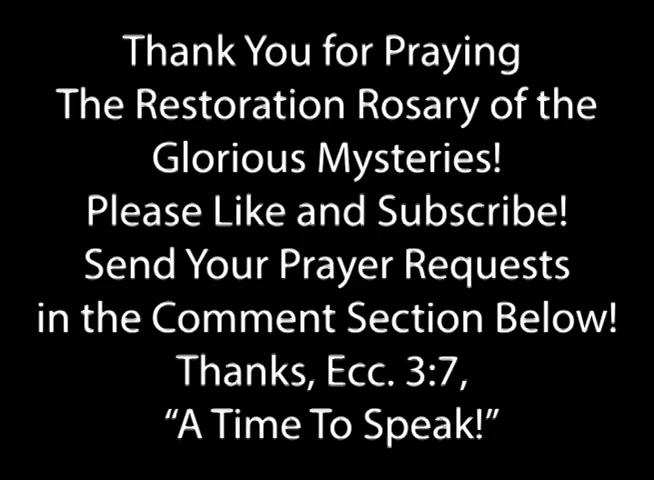 Thank You for Praying
The Restoration Rosary of the
Glorious Mysteries!
Please Like and Subscribe!
Send Your Prayer Requests
in the Comment Section Below!
Thanks, Ecc. 3:7,
“A Time To Speak!”